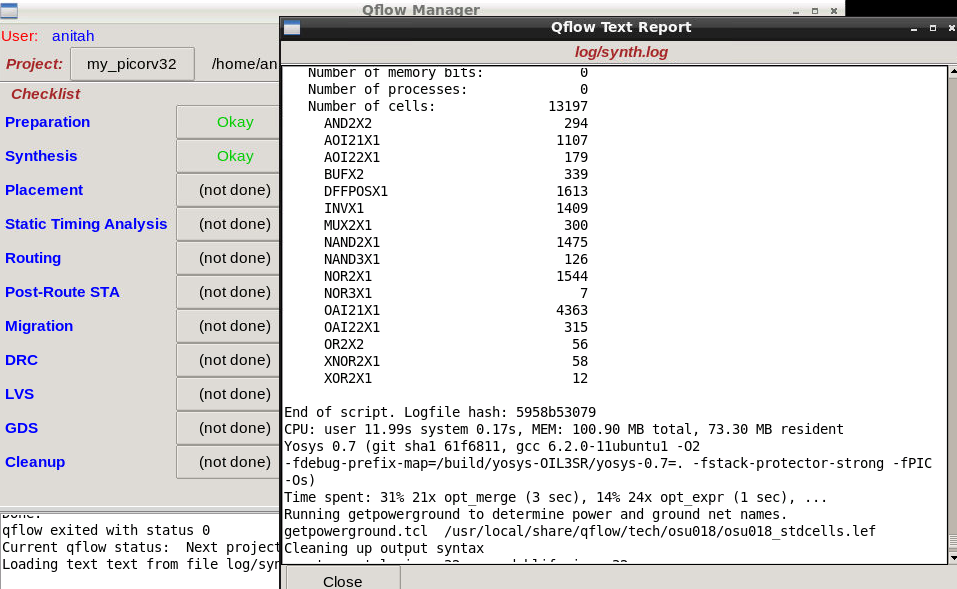 Qflow Manager
User: anitah
Project: my_picorv32 /home/an
Checklist
Preparation Okay
Synthesis Okay
Placement (not done)
Static Timing Analysis (not done)
Routing (not done)
Post-Route STA (not done)
Migration (not done)
DRC (not done)
LVS (not done)
GDS (not done)
Cleanup (not done)
Done.
qflow exited with status 0
Current qflow status: Next project
Loading text text from file log/syn
Qflow Text Report
log/synth.log
Number of memory bits: 0
Number of processes: 0
Number of cells: 13197
AND2X2 294
AOI21X1 1107
AOI22X1 179
BUFX2 339
DFFPOSX1 1613
INVX1 1409
MUX2X1 300
NAND2X1 1475
NAND3X1 126
NOR2X1 1544
NOR3X1 7
OAI21X1 4363
OAI22X1 315
OR2X2 56
XNOR2X1 58
XOR2X1 12
End of script. Logfile hash: 5958b53079
CPU: user 11.99s system 0.17s, MEM: 100.90 MB total, 73.30 MB resident
Yosys 0.7 (git sha1 61f6811, gcc 6.2.0-11ubuntu1 -O2
-fdebug-prefix-map=/build/yosys-OIL3SR/yosys-0.7=. -fstack-protector-strong -fPIC
-Os)
Time spent: 31% 21x opt_merge (3 sec), 14% 24x opt_expr (1 sec), ...
Running getpowerground to determine power and ground net names.
getpowerground.tcl /usr/local/share/qflow/tech/osu018/osu018_stdcells.lef
Cleaning up output syntax
Close